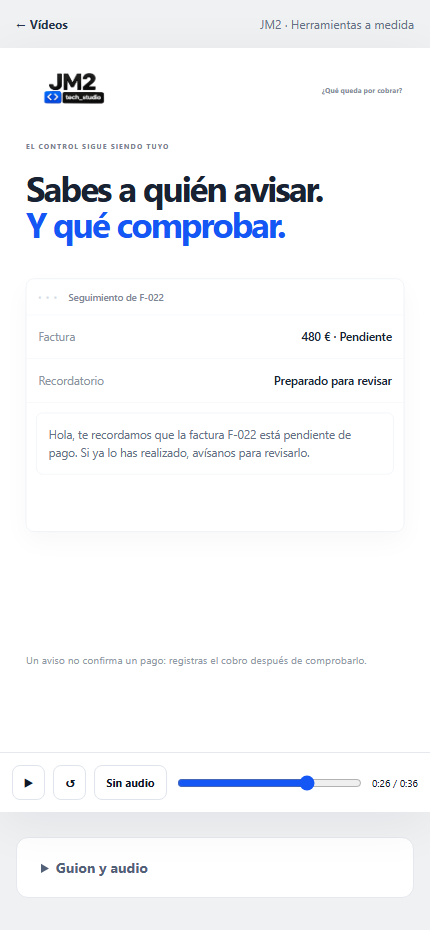 ← Vídeos
JM2 · Herramientas a medida
JM2
<> tech_studio
¿Qué queda por cobrar?
EL CONTROL SIGUE SIENDO TUYO
Sabes a quién avisar.
Y qué comprobar.
Seguimiento de F-022
Factura
480 € · Pendiente
Recordatorio
Preparado para revisar
Hola, te recordamos que la factura F-022 está pendiente de
pago. Si ya lo has realizado, avísanos para revisarlo.
Un aviso no confirma un pago: registras el cobro después de comprobarlo.
Sin audio
0:26 / 0:36
Guion y audio